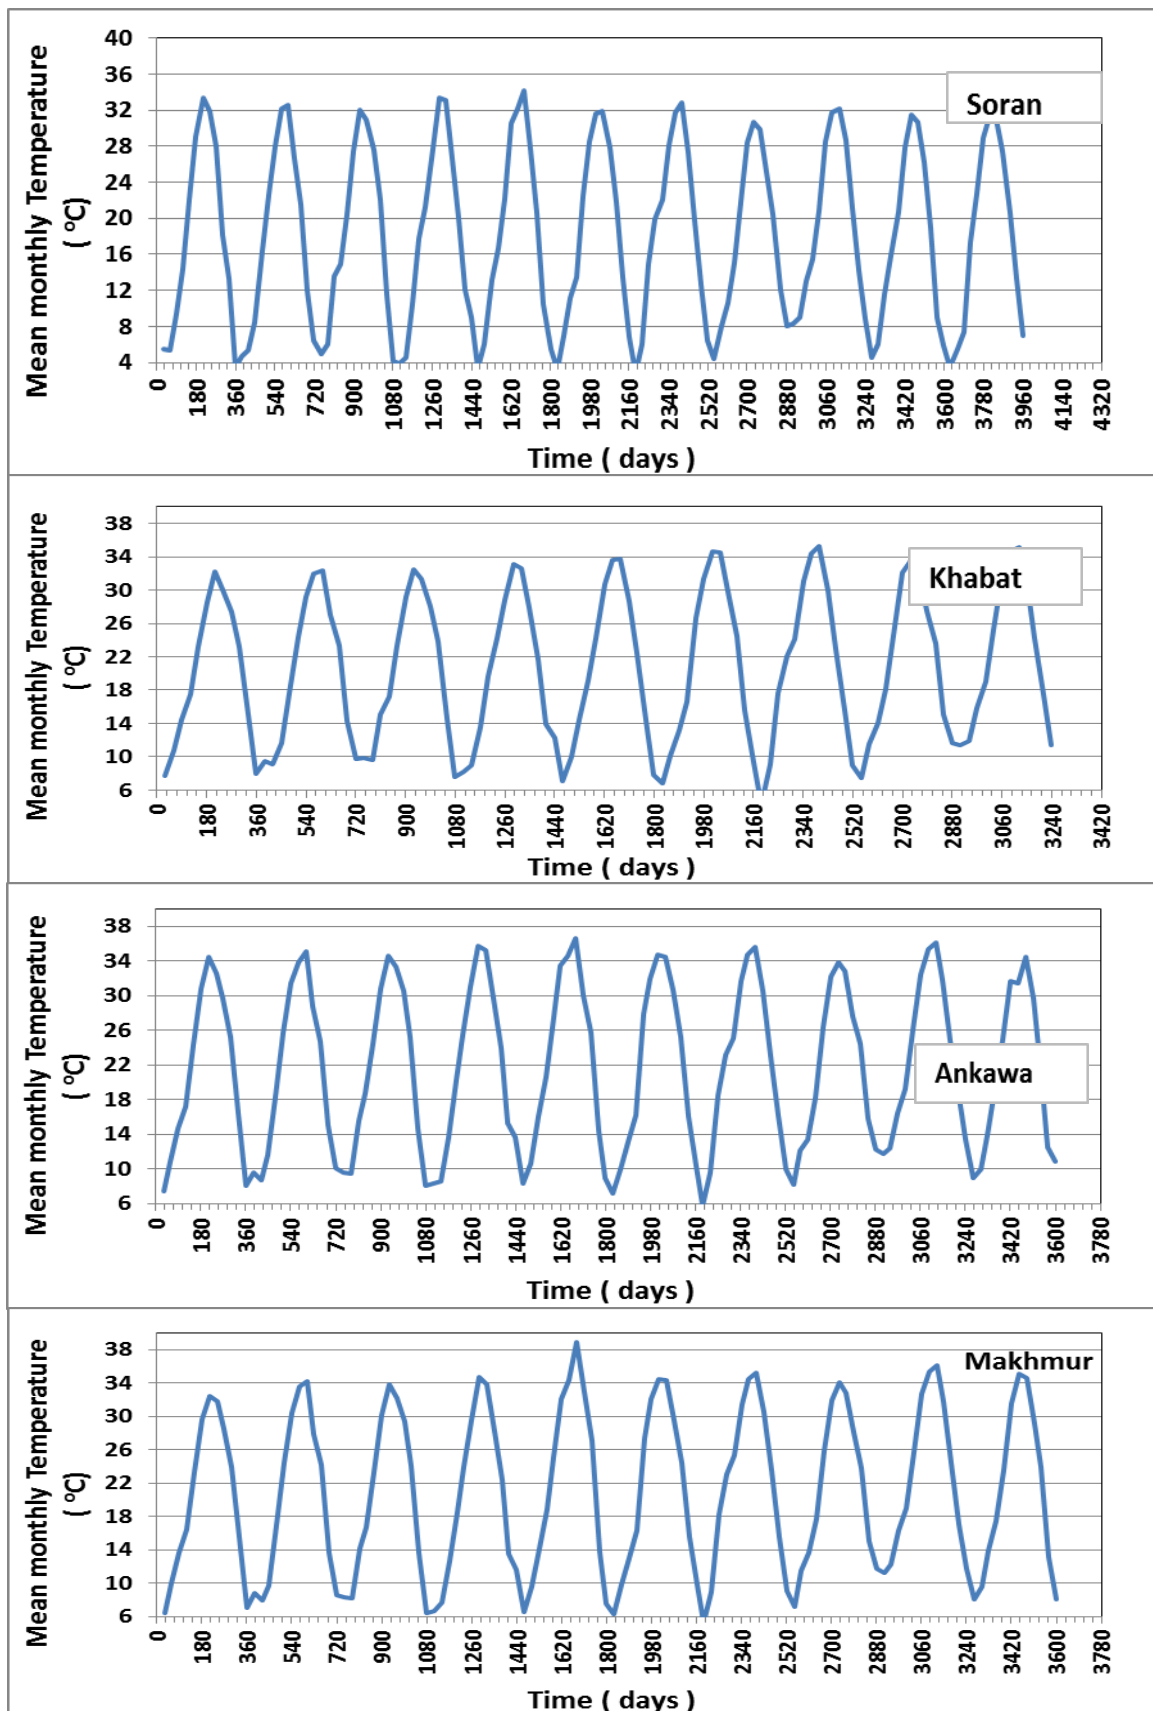 Mean monthly Temperature
( ºC)
40
36
32
28
24
20
16
12
8
4
Soran
0 180 360 540 720 900 1080 1260 1440 1620 1800 1980 2160 2340 2520 2700 2880 3060 3240 3420 3600 3780 3960 4140 4320
Time ( days )
Mean monthly Temperature
( ºC)
38
34
30
26
22
18
14
10
6
Khabat
0 180 360 540 720 900 1080 1260 1440 1620 1800 1980 2160 2340 2520 2700 2880 3060 3240 3420
Time ( days )
Mean monthly Temperature
( ºC)
38
34
30
26
22
18
14
10
6
Ankawa
0 180 360 540 720 900 1080 1260 1440 1620 1800 1980 2160 2340 2520 2700 2880 3060 3240 3420 3600 3780
Time ( days )
Mean monthly Temperature
( ºC)
38
34
30
26
22
18
14
10
6
Makhmur
0 180 360 540 720 900 1080 1260 1440 1620 1800 1980 2160 2340 2520 2700 2880 3060 3240 3420 3600 3780
Time ( days )